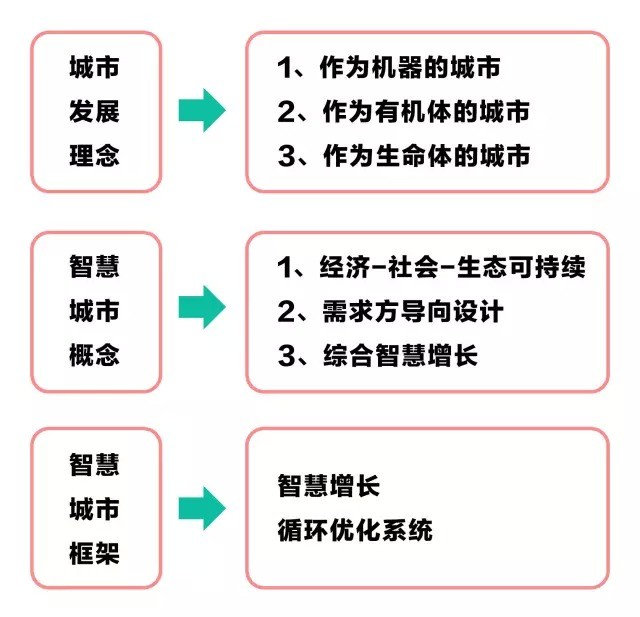 城市
发展
理念
1、作为机器的城市
2、作为有机体的城市
3、作为生命体的城市
智慧
城市
概念
1、经济-社会-生态可持续
2、需求方导向设计
3、综合智慧增长
智慧
城市
框架
智慧增长
循环优化系统